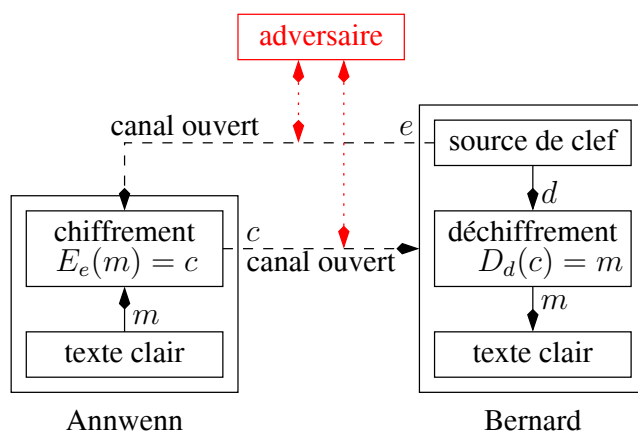 adversaire
canal ouvert
e
source de clef
d
chiffrement
E_e(m) = c
c
canal ouvert
déchiffrement
D_d(c) = m
m
m
texte clair
texte clair
Annwenn
Bernard